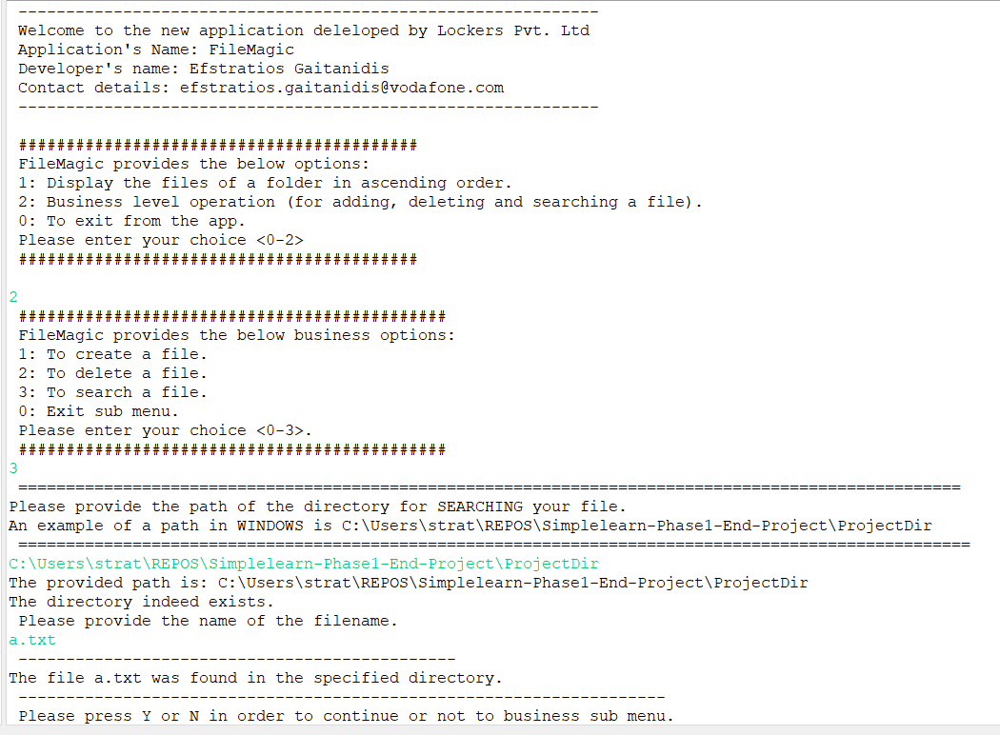 -------------------------------------------------------------
Welcome to the new application deleloped by Lockers Pvt. Ltd
Application's Name: FileMagic
Developer's name: Efstratios Gaitanidis
Contact details: efstratios.gaitanidis@vodafone.com
-------------------------------------------------------------
##########################################
FileMagic provides the below options:
1: Display the files of a folder in ascending order.
2: Business level operation (for adding, deleting and searching a file).
0: To exit from the app.
Please enter your choice <0-2>
##########################################
2
#############################################
FileMagic provides the below business options:
1: To create a file.
2: To delete a file.
3: To search a file.
0: Exit sub menu.
Please enter your choice <0-3>.
#############################################
3
===================================================================================================
Please provide the path of the directory for SEARCHING your file.
An example of a path in WINDOWS is C:\Users\strat\REPOS\Simplelearn-Phase1-End-Project\ProjectDir
====================================================================================================
C:\Users\strat\REPOS\Simplelearn-Phase1-End-Project\ProjectDir
The provided path is: C:\Users\strat\REPOS\Simplelearn-Phase1-End-Project\ProjectDir
The directory indeed exists.
Please provide the name of the filename.
a.txt
----------------------------------------------
The file a.txt was found in the specified directory.
--------------------------------------------------------------------
Please press Y or N in order to continue or not to business sub menu.